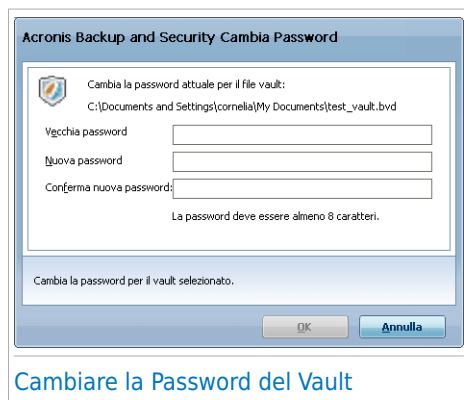 Acronis Backup and Security Cambia Password
Cambia la password attuale per il file vault:
C:\Documents and Settings\cornelia\My Documents\test_vault.bvd
Vecchia password
Nuova password
Conferma nuova password:
La password deve essere almeno 8 caratteri.
Cambia la password per il vault selezionato.
OK
Annulla
Cambiare la Password del Vault